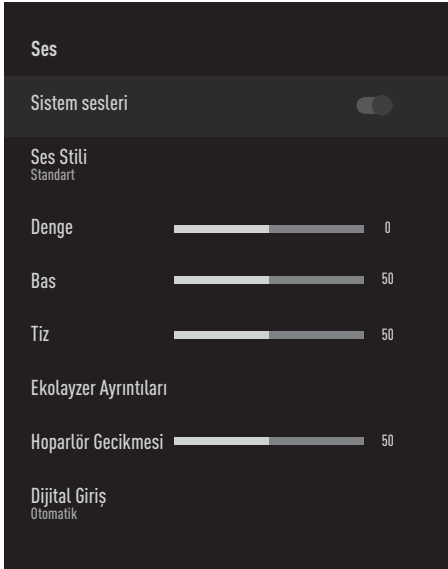 Ses
Sistem sesleri
Ses Stili
Standart
Denge 0
Bas 50
Tiz 50
Ekolayzer Ayrıntıları
Hoparlör Gecikmesi 50
Dijital Giriş
Otomatik